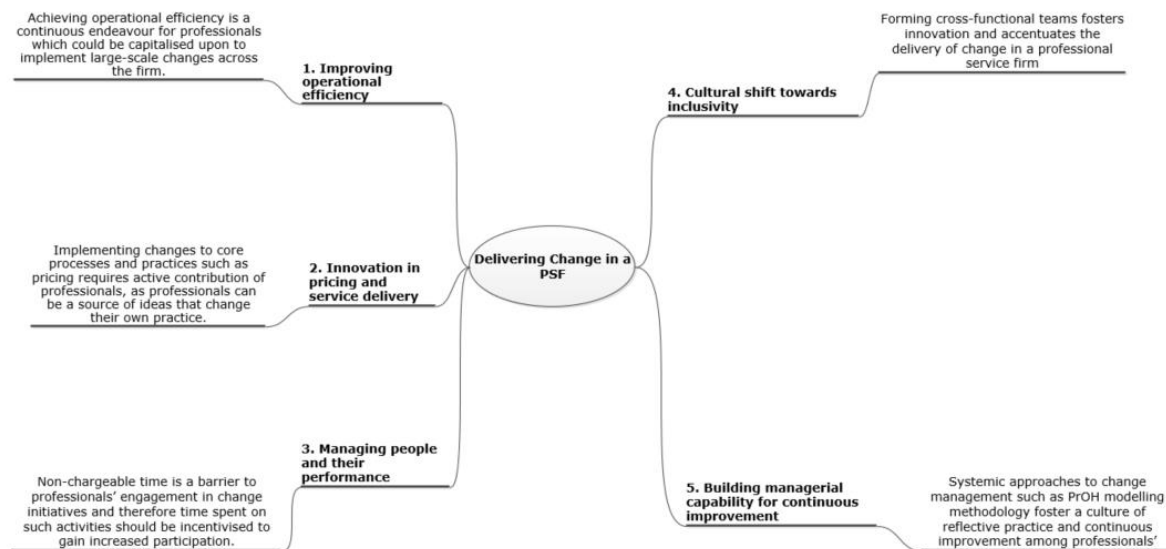 Achieving operational efficiency is a
continuous endeavour for professionals
which could be capitalised upon to
implement large-scale changes across
the firm.
1. Improving
operational
efficiency
Implementing changes to core
processes and practices such as
pricing requires active contribution of
professionals, as professionals can
be a source of ideas that change
their own practice.
2. Innovation in
pricing and
service delivery
Non-chargeable time is a barrier to
professionals’ engagement in change
initiatives and therefore time spent on
such activities should be incentivised to
gain increased participation.
3. Managing people
and their
performance
Delivering Change in a
PSF
4. Cultural shift towards
inclusivity
Forming cross-functional teams fosters
innovation and accentuates the
delivery of change in a professional
service firm
5. Building managerial
capability for continuous
improvement
Systemic approaches to change
management such as PrOH modelling
methodology foster a culture of
reflective practice and continuous
improvement among professionals’